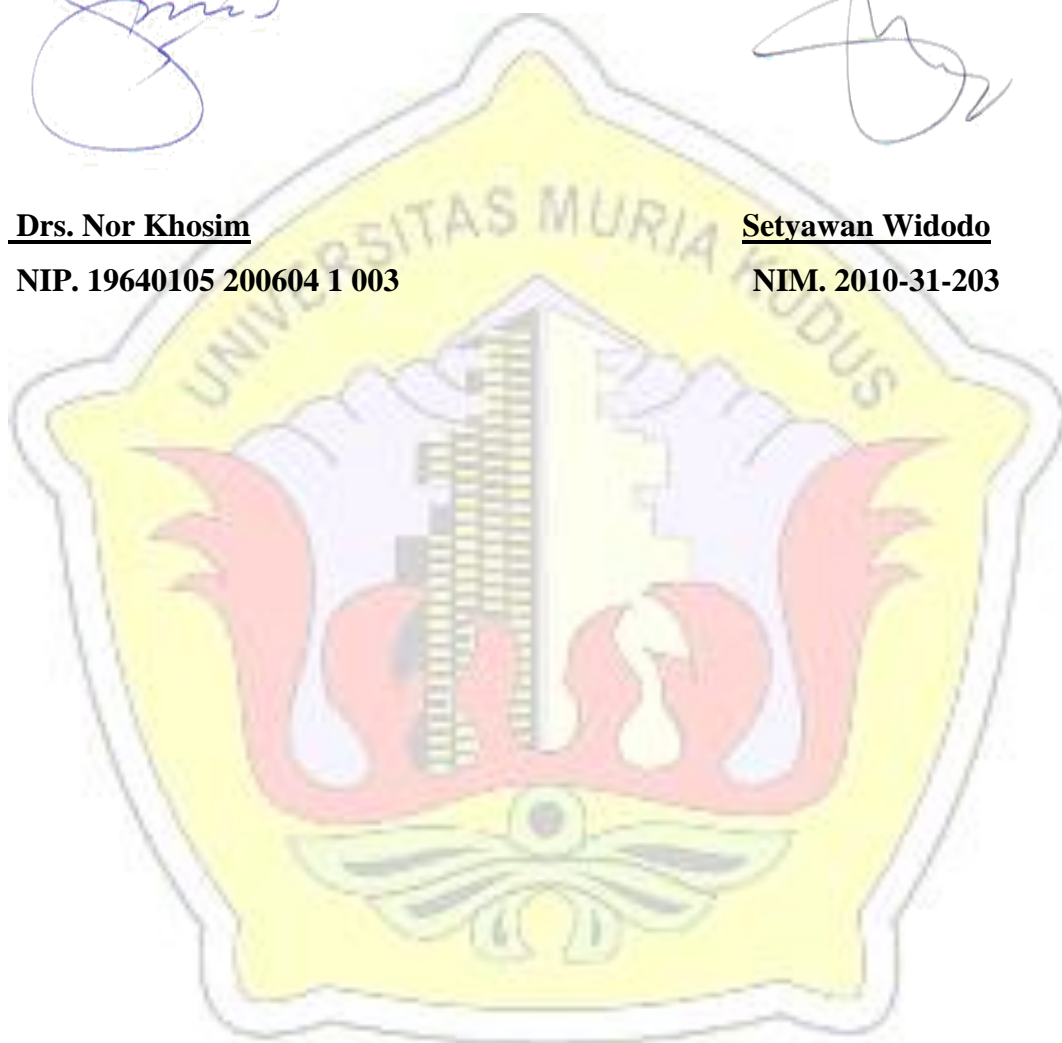 Drs. Nor Khosim
Setyawan Widodo
NIP. 19640105 200604 1 003
NIM. 2010-31-203
UNIVERSITAS MURIA KUDUS